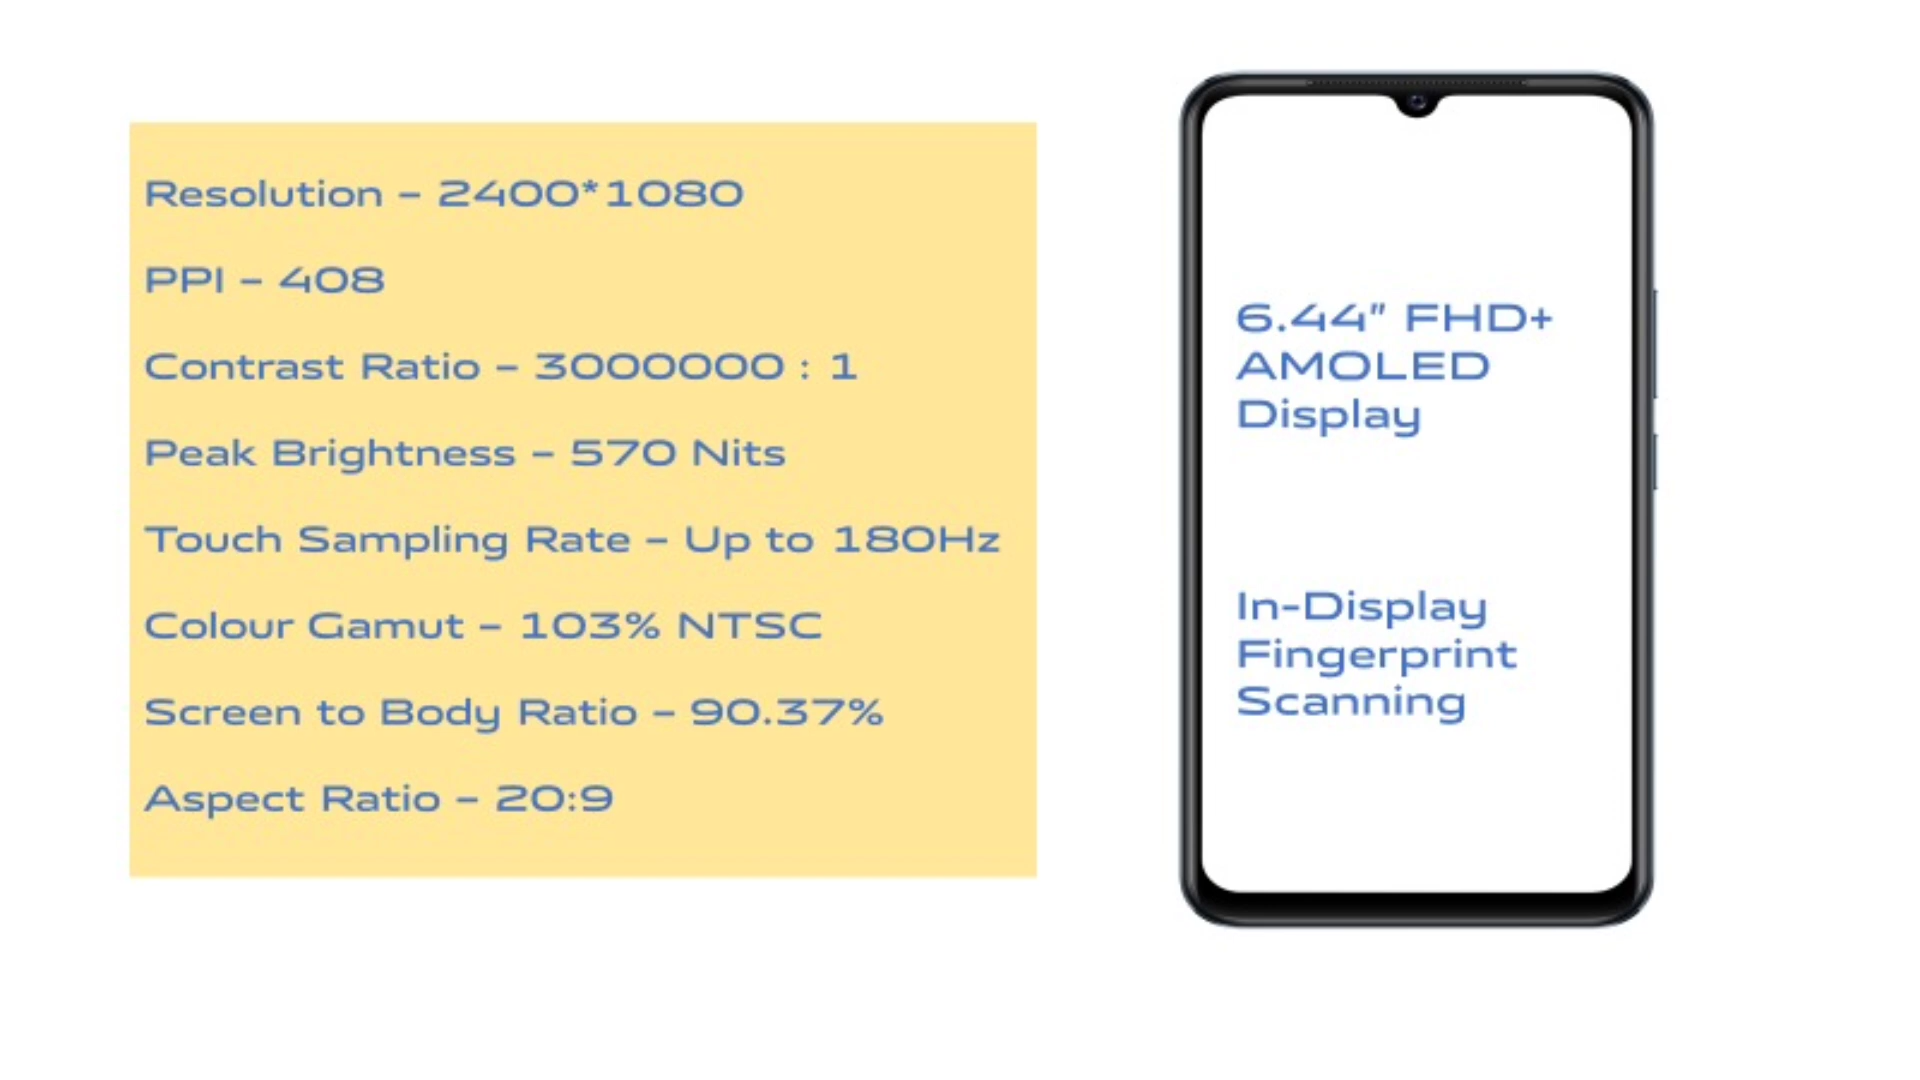 Resolution – 2400*1080
PPI – 408
Contrast Ratio – 3000000 : 1
Peak Brightness – 570 Nits
Touch Sampling Rate – Up to 180Hz
Colour Gamut – 103% NTSC
Screen to Body Ratio – 90.37%
Aspect Ratio – 20:9
6.44" FHD+
AMOLED
Display
In-Display
Fingerprint
Scanning